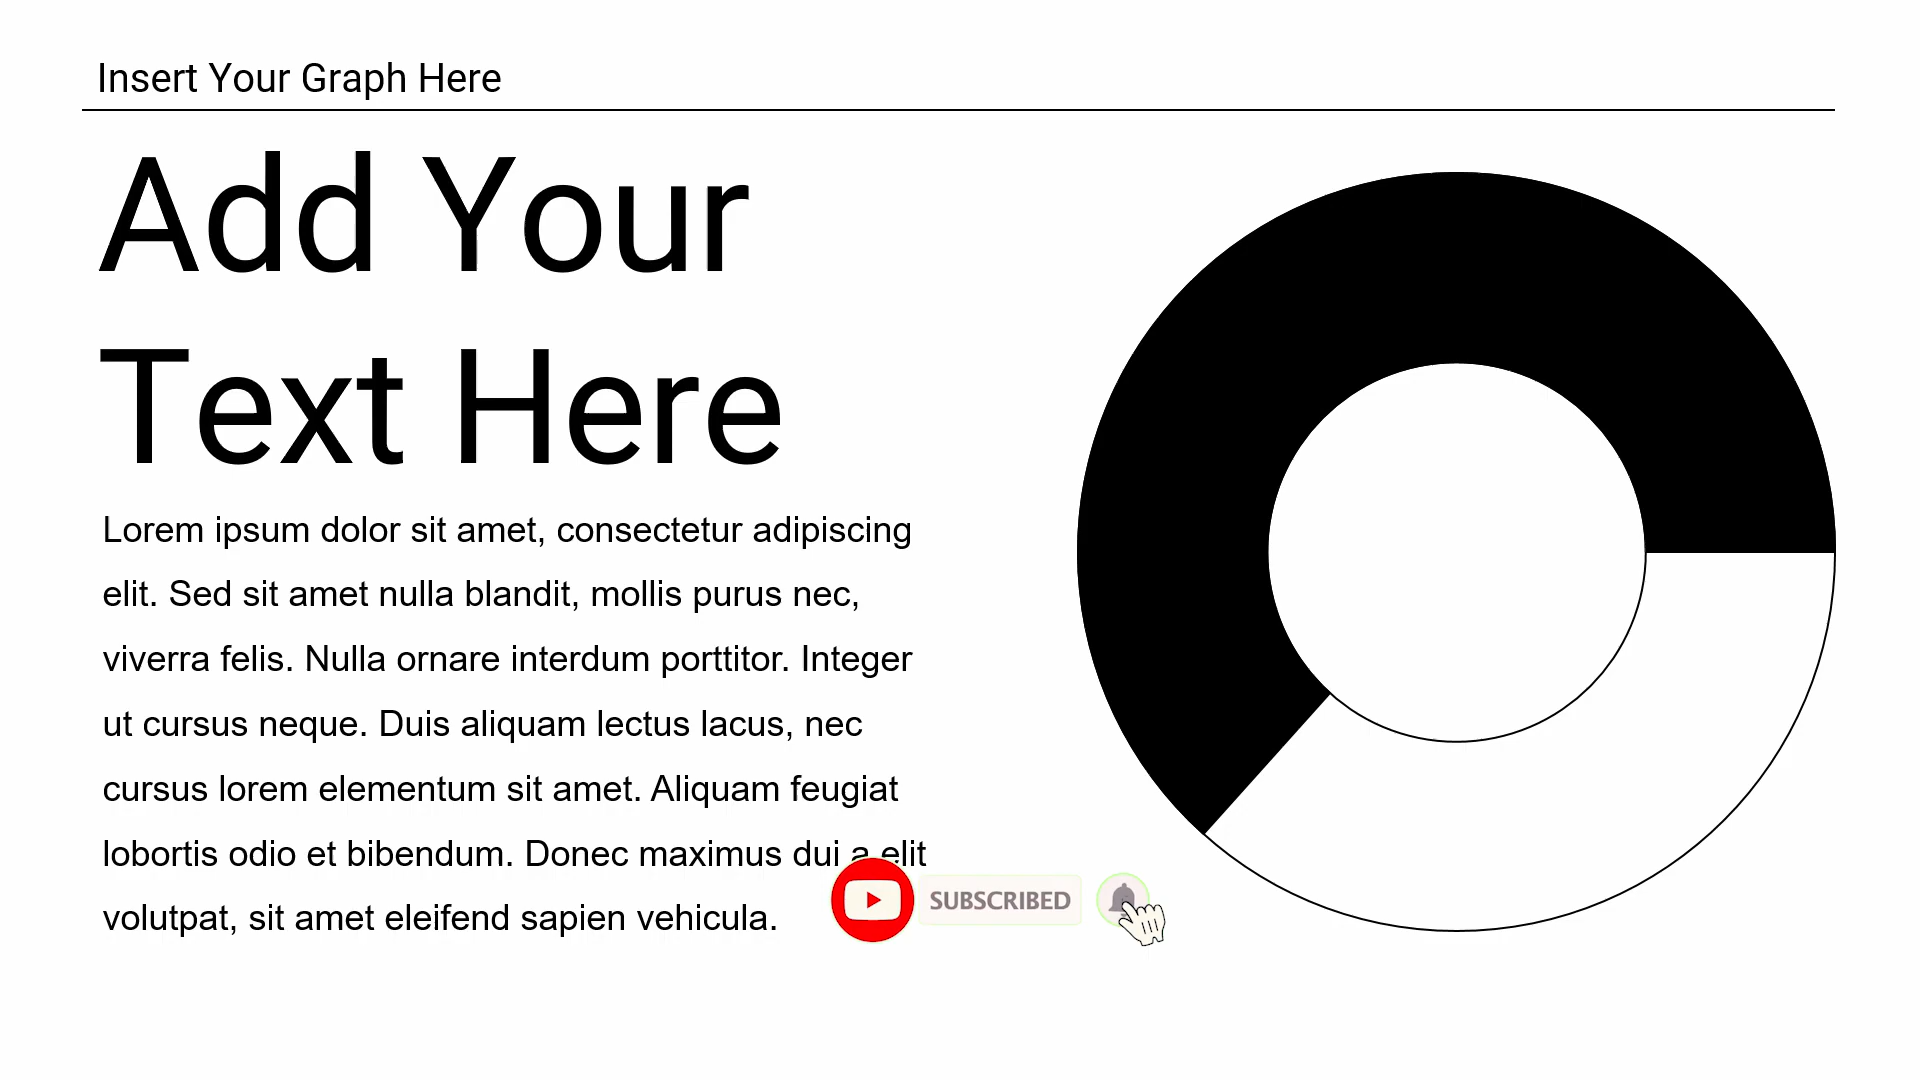 Insert Your Graph Here
Add Your
Text Here
Lorem ipsum dolor sit amet, consectetur adipiscing
elit. Sed sit amet nulla blandit, mollis purus nec,
viverra felis. Nulla ornare interdum porttitor. Integer
ut cursus neque. Duis aliquam lectus lacus, nec
cursus lorem elementum sit amet. Aliquam feugiat
lobortis odio et bibendum. Donec maximus dui a elit
volutpat, sit amet eleifend sapien vehicula.
SUBSCRIBED